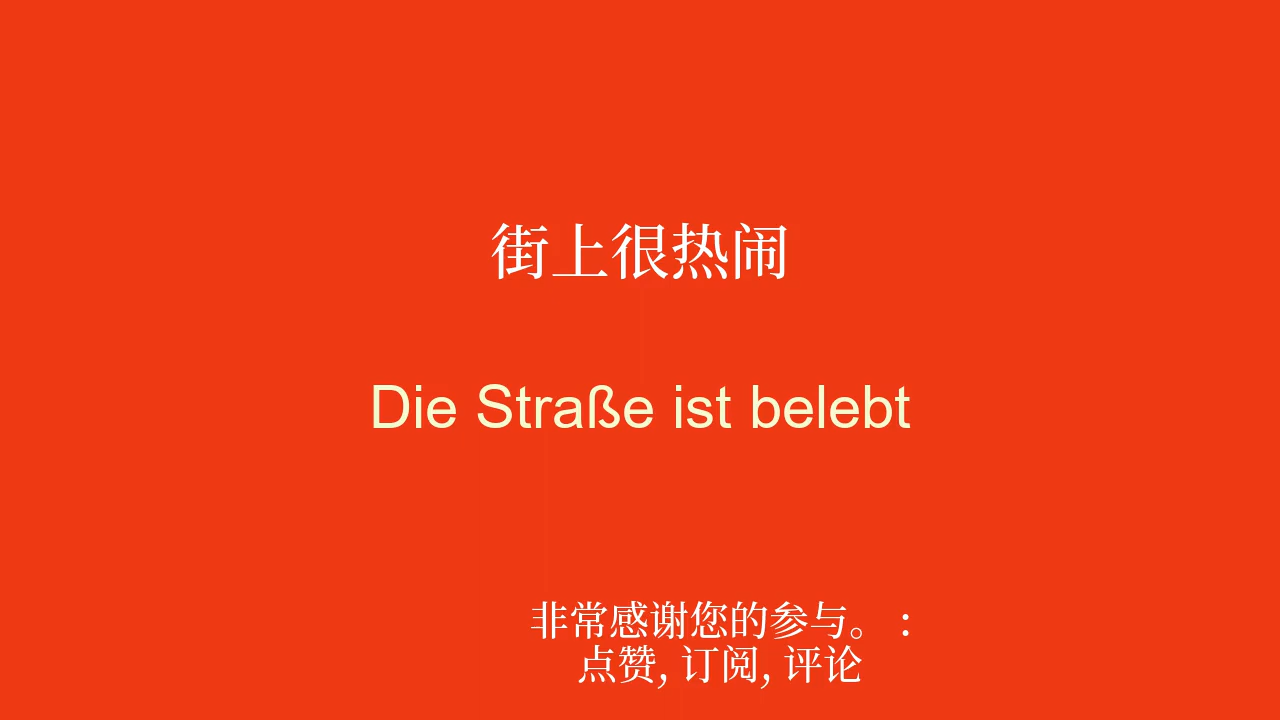 街上很热闹
Die Straße ist belebt
非常感谢您的参与。 :
点赞, 订阅, 评论